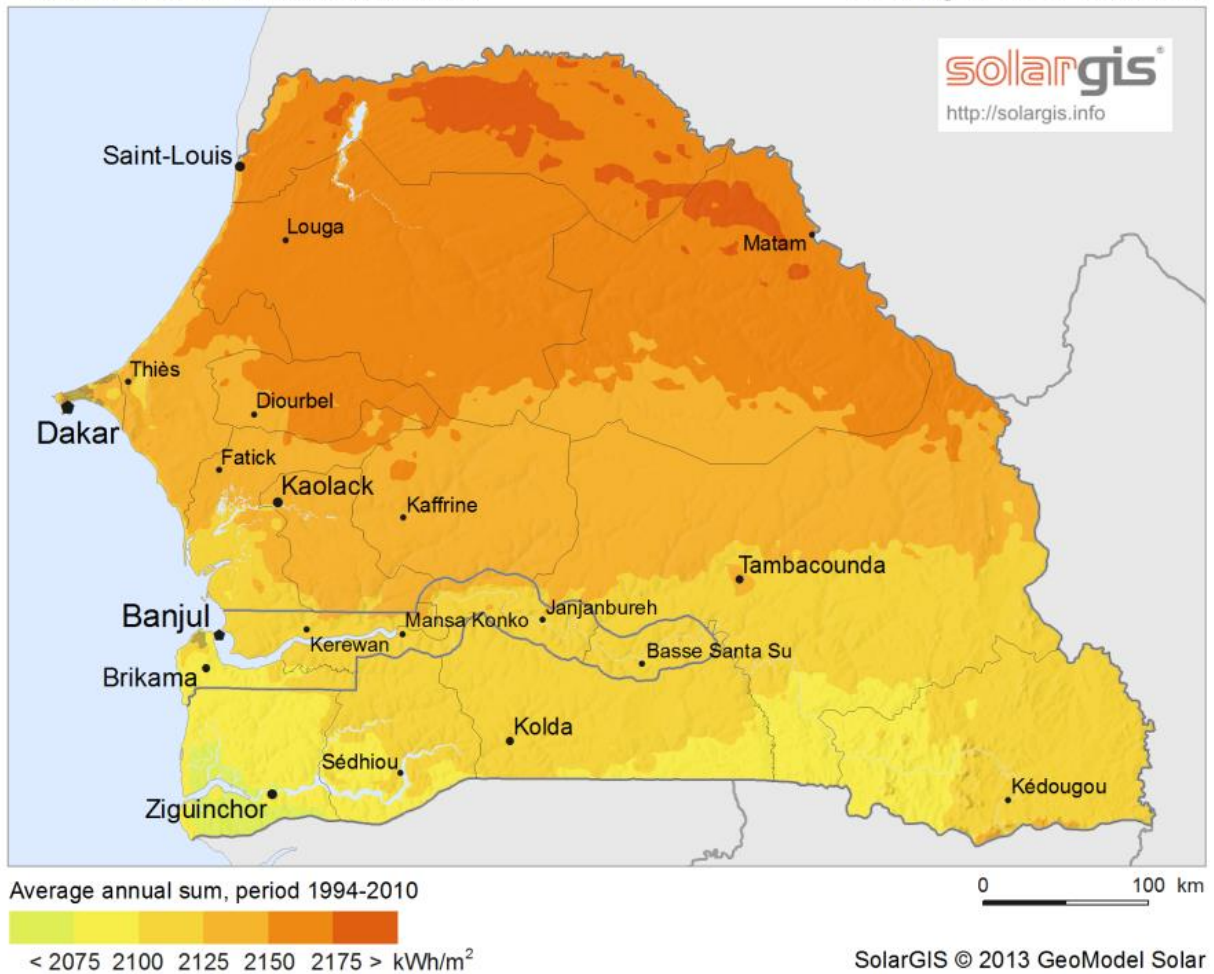 solargis®
http://solargis.info
Saint-Louis
Louga
Matam
Thiès
Dakar
Diourbel
Fatick
Kaolack
Kaffrine
Tambacounda
Banjul
Kerewan
Mansa Konko
Janjanbureh
Basse Santa Su
Brikama
Kolda
Sédhiou
Ziguinchor
Kédougou
Average annual sum, period 1994-2010
0 100 km
< 2075 2100 2125 2150 2175 > kWh/m²
SolarGIS © 2013 GeoModel Solar